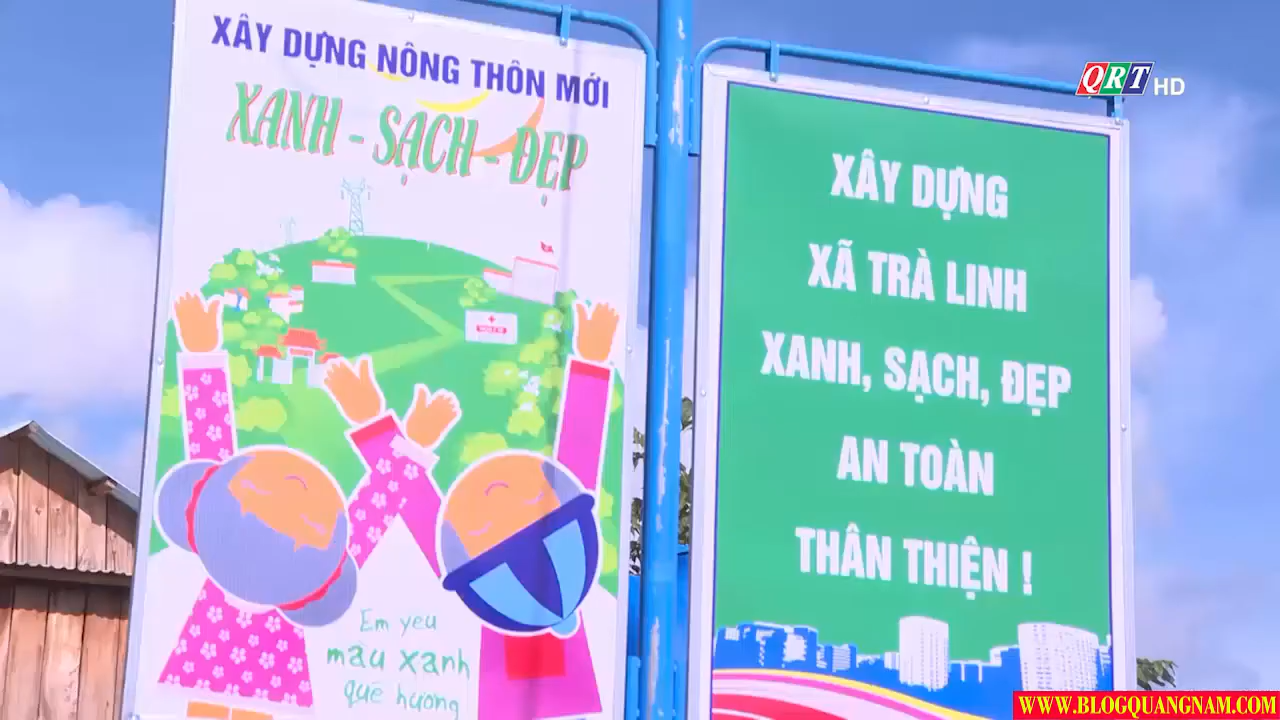 XÂY DỰNG NÔNG THÔN MỚI
XANH - SẠCH - ĐẸP
Em yêu
màu xanh
quê hương
QRT HD
XÂY DỰNG
XÃ TRÀ LINH
XANH, SẠCH, ĐẸP
AN TOÀN
THÂN THIỆN !
WWW.BLOGQUANGNAM.COM